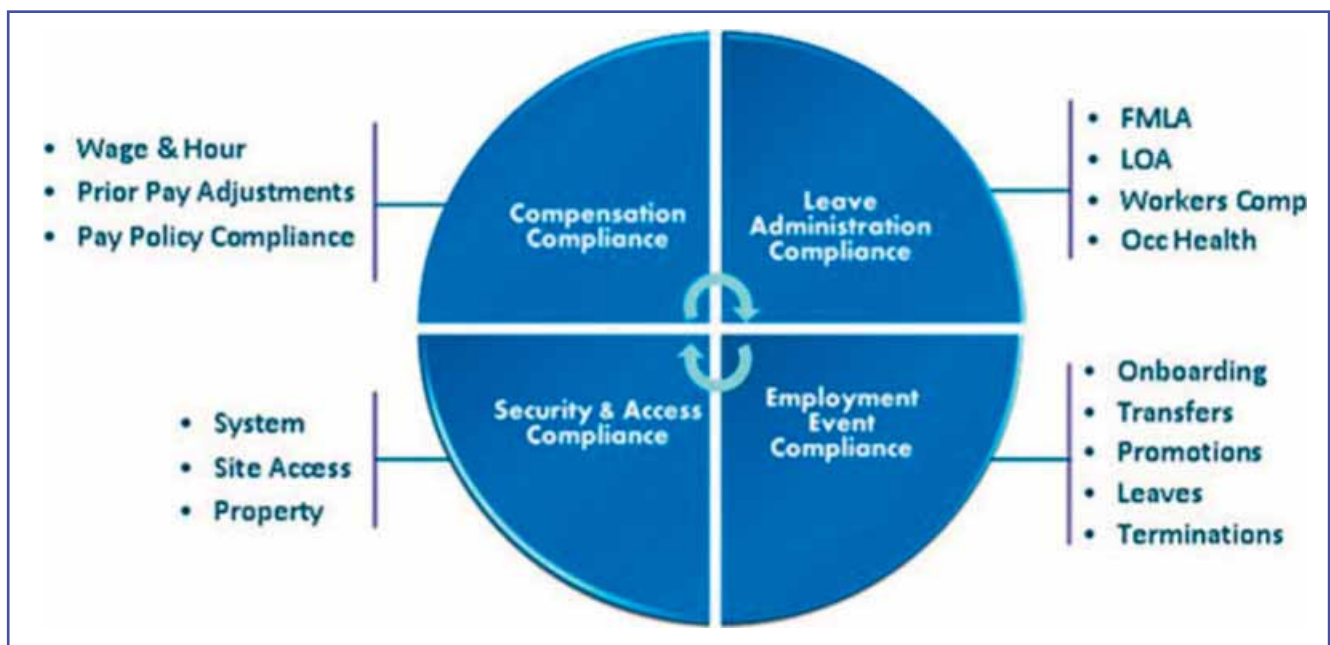 • Wage & Hour
• Prior Pay Adjustments
• Pay Policy Compliance
Compensation
Compliance
Leave
Administration
Compliance
• FMLA
• LOA
• Workers Comp
• Occ Health
• System
• Site Access
• Property
Security & Access
Compliance
Employment
Event
Compliance
• Onboarding
• Transfers
• Promotions
• Leaves
• Terminations